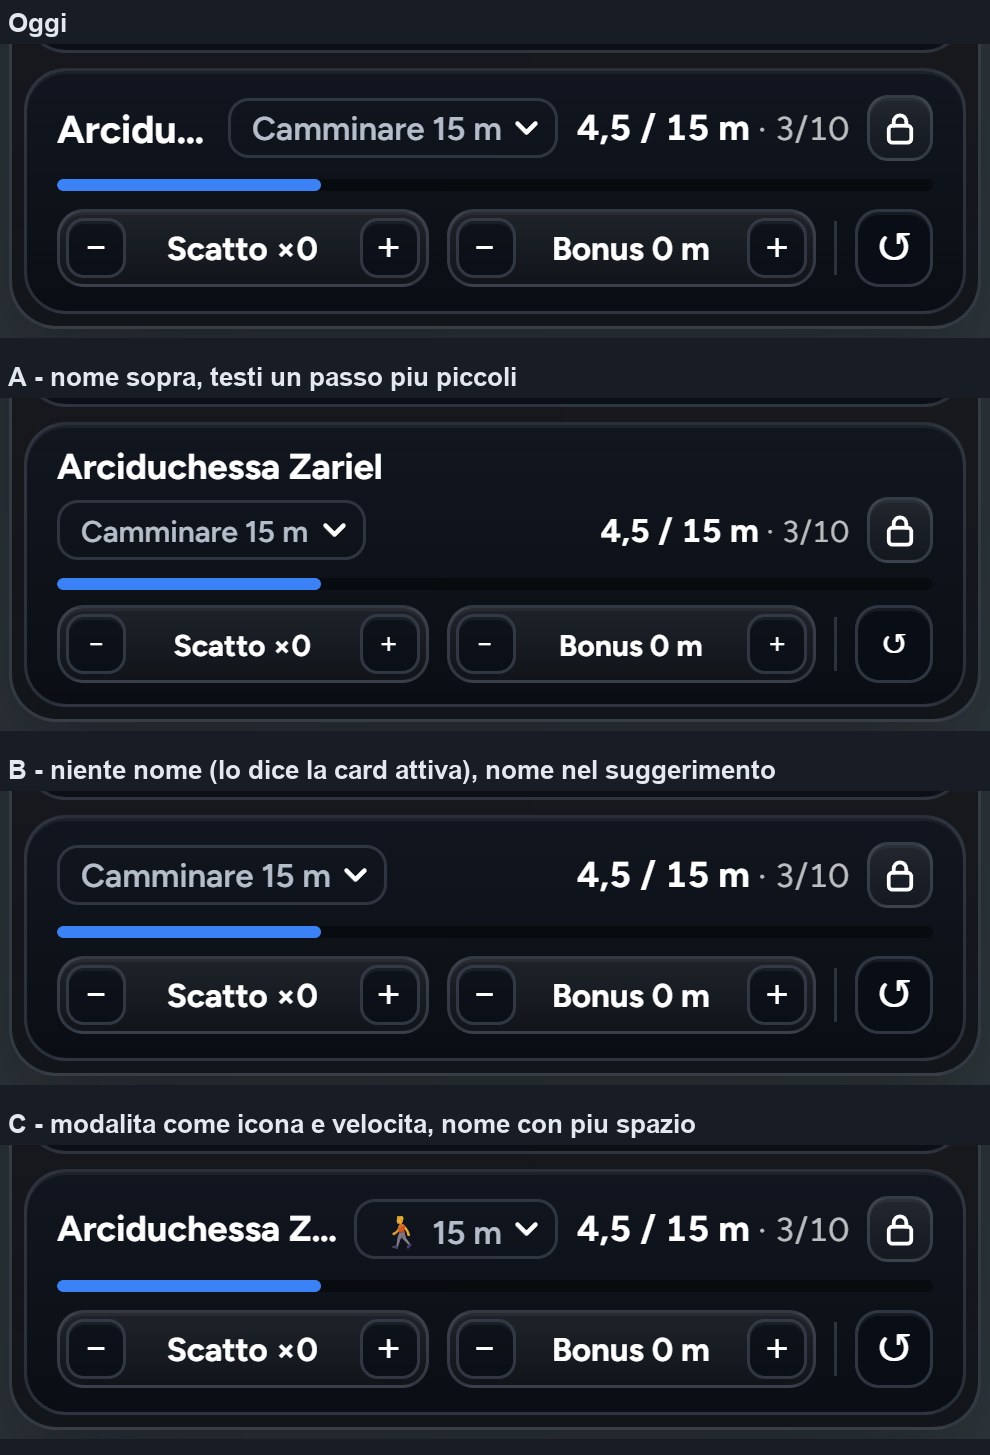 Oggi
Arcidu... Camminare 15 m 4,5 / 15 m · 3/10
− Scatto ×0 + − Bonus 0 m + ↺
A - nome sopra, testi un passo piu piccoli
Arciduchessa Zariel
Camminare 15 m 4,5 / 15 m · 3/10
− Scatto ×0 + − Bonus 0 m + ↺
B - niente nome (lo dice la card attiva), nome nel suggerimento
Camminare 15 m 4,5 / 15 m · 3/10
− Scatto ×0 + − Bonus 0 m + ↺
C - modalita come icona e velocita, nome con piu spazio
Arciduchessa Z... 15 m 4,5 / 15 m · 3/10
− Scatto ×0 + − Bonus 0 m + ↺